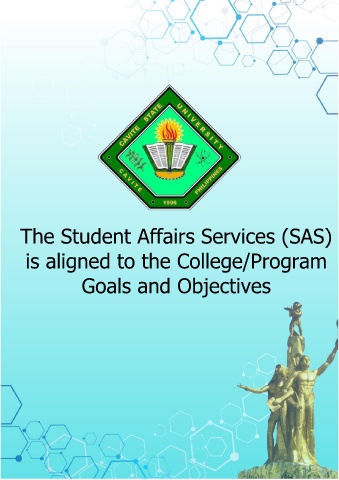 CAVITE STATE UNIVERSITY
CAVITE
PHILIPPINES
1906
The Student Affairs Services (SAS)
is aligned to the College/Program
Goals and Objectives